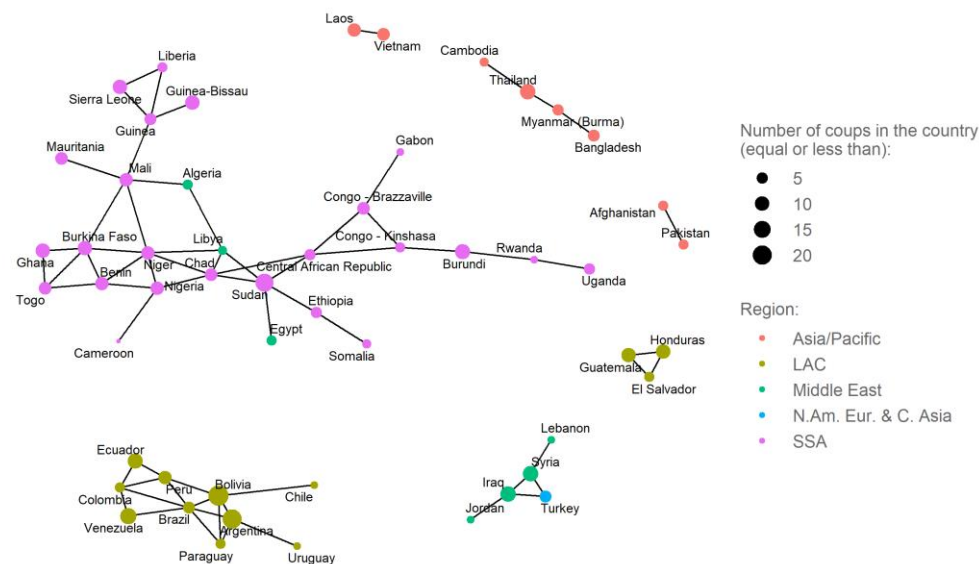 Laos
Vietnam
Cambodia
Thailand
Myanmar (Burma)
Bangladesh
Liberia
Sierra Leone
Guinea-Bissau
Guinea
Mauritania
Mali
Algeria
Gabon
Congo - Brazzaville
Afghanistan
Pakistan
Burkina Faso
Libya
Congo - Kinshasa
Ghana
Niger
Chad
Central African Republic
Burundi
Rwanda
Uganda
Benin
Togo
Nigeria
Sudan
Ethiopia
Egypt
Somalia
Cameroon
Honduras
Guatemala
El Salvador
Ecuador
Peru
Bolivia
Chile
Colombia
Venezuela
Brazil
Argentina
Paraguay
Uruguay
Lebanon
Syria
Iraq
Jordan
Turkey
Number of coups in the country
(equal or less than):
5
10
15
20
Region:
Asia/Pacific
LAC
Middle East
N.Am. Eur. & C. Asia
SSA